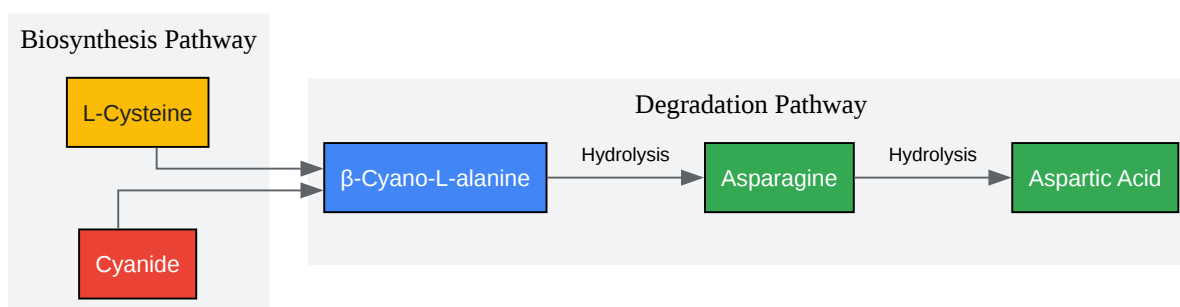 Biosynthesis Pathway
L-Cysteine
Cyanide
Degradation Pathway
β-Cyano-L-alanine
Hydrolysis
Asparagine
Hydrolysis
Aspartic Acid